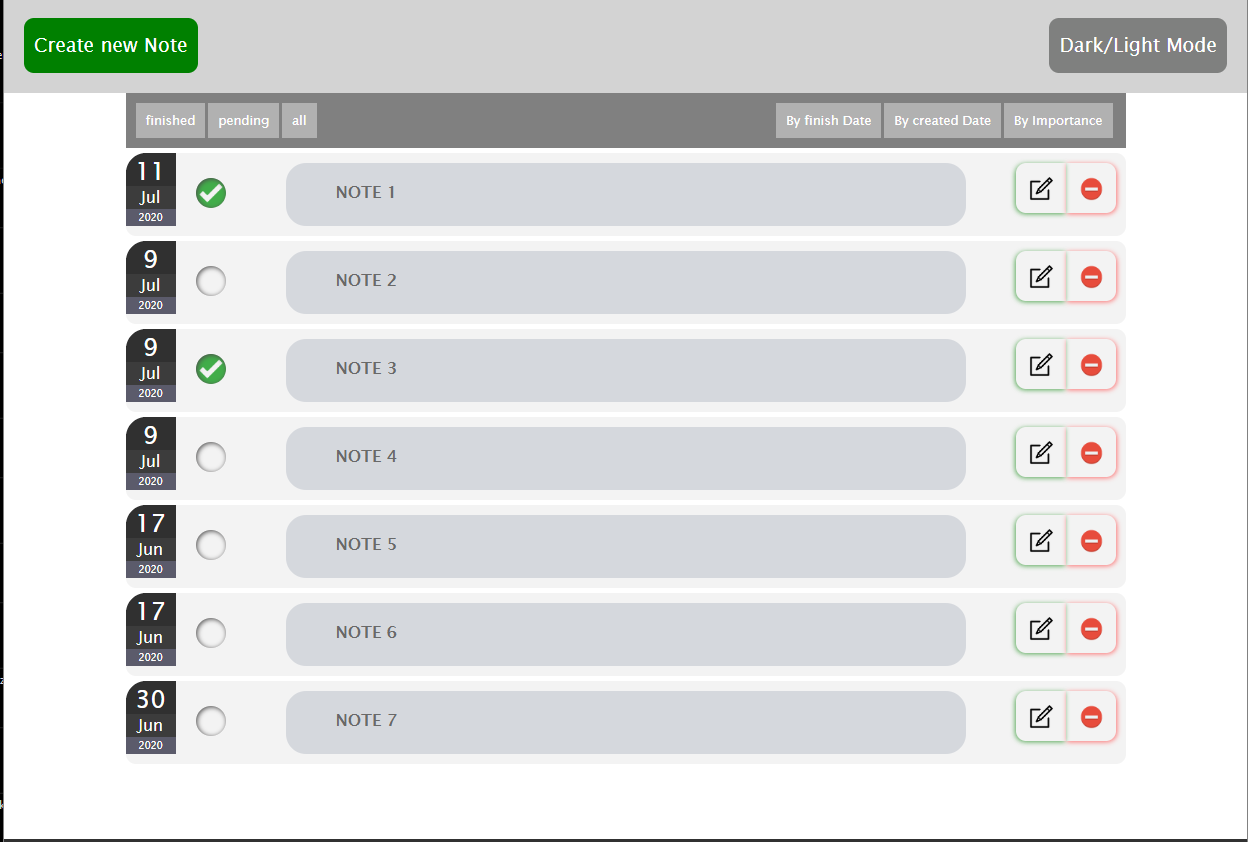 Create new Note
Dark/Light Mode
finished pending all By finish Date By created Date By Importance
11
Jul
2020
NOTE 1
9
Jul
2020
NOTE 2
9
Jul
2020
NOTE 3
9
Jul
2020
NOTE 4
17
Jun
2020
NOTE 5
17
Jun
2020
NOTE 6
30
Jun
2020
NOTE 7